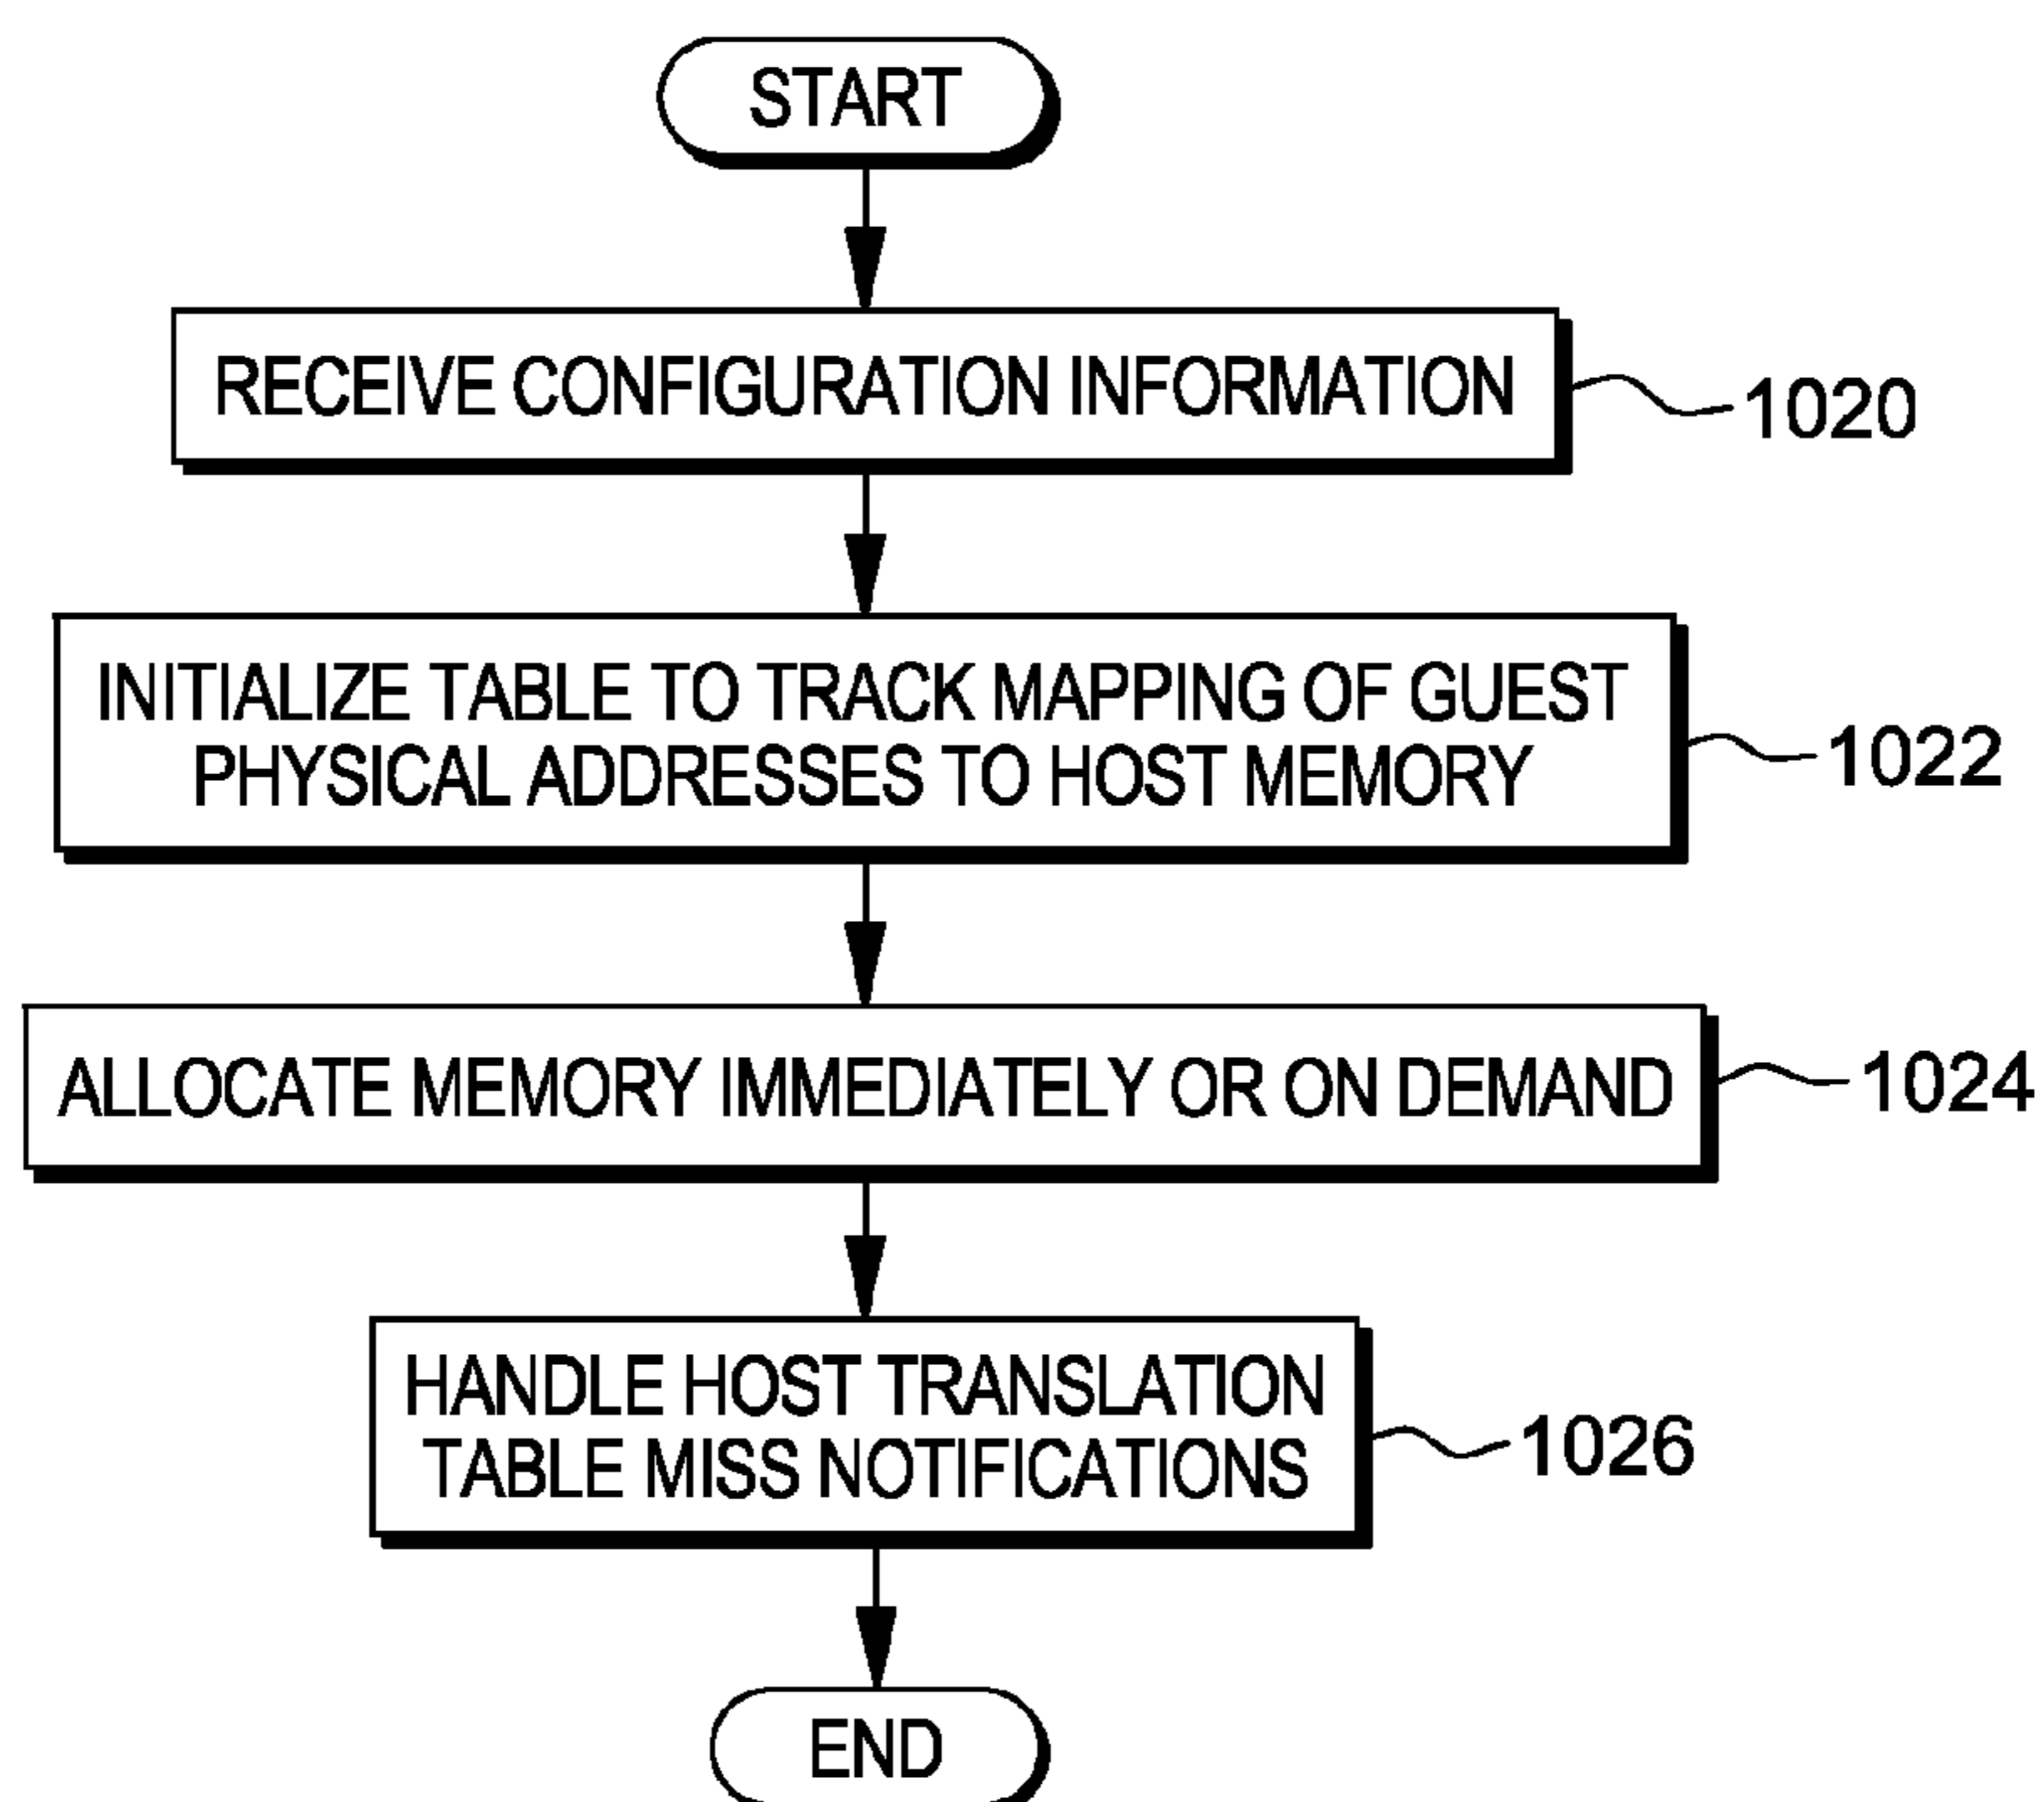 START
RECEIVE CONFIGURATION INFORMATION
1020
INITIALIZE TABLE TO TRACK MAPPING OF GUEST
PHYSICAL ADDRESSES TO HOST MEMORY
1022
ALLOCATE MEMORY IMMEDIATELY OR ON DEMAND
1024
HANDLE HOST TRANSLATION
TABLE MISS NOTIFICATIONS
1026
END